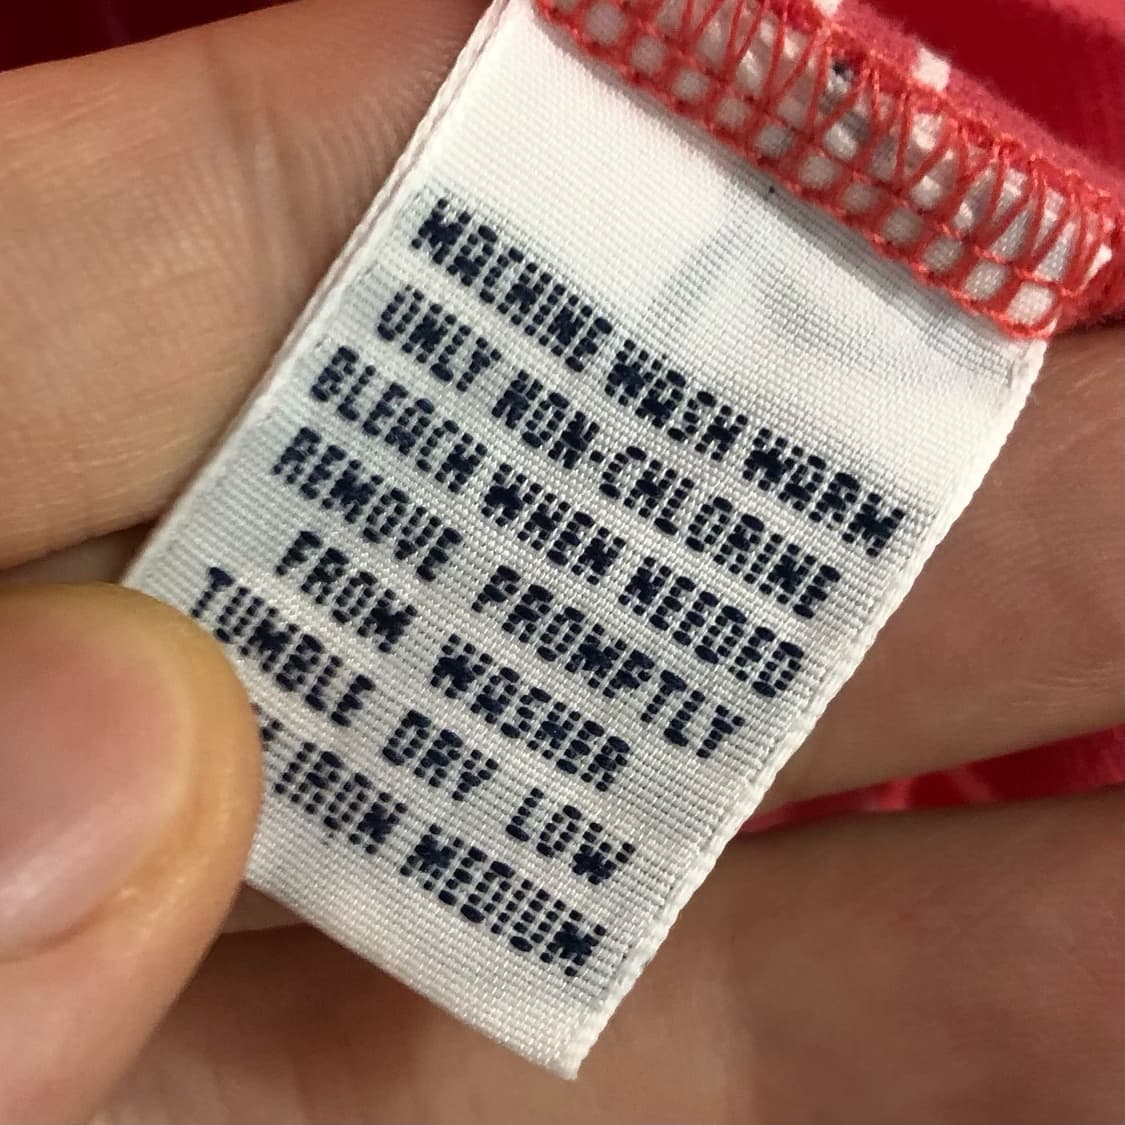 MACHINE WASH WARM
ONLY NON-CHLORINE
BLEACH WHEN NEEDED
REMOVE PROMPTLY
FROM WASHER
TUMBLE DRY LOW
IRON MEDIUM